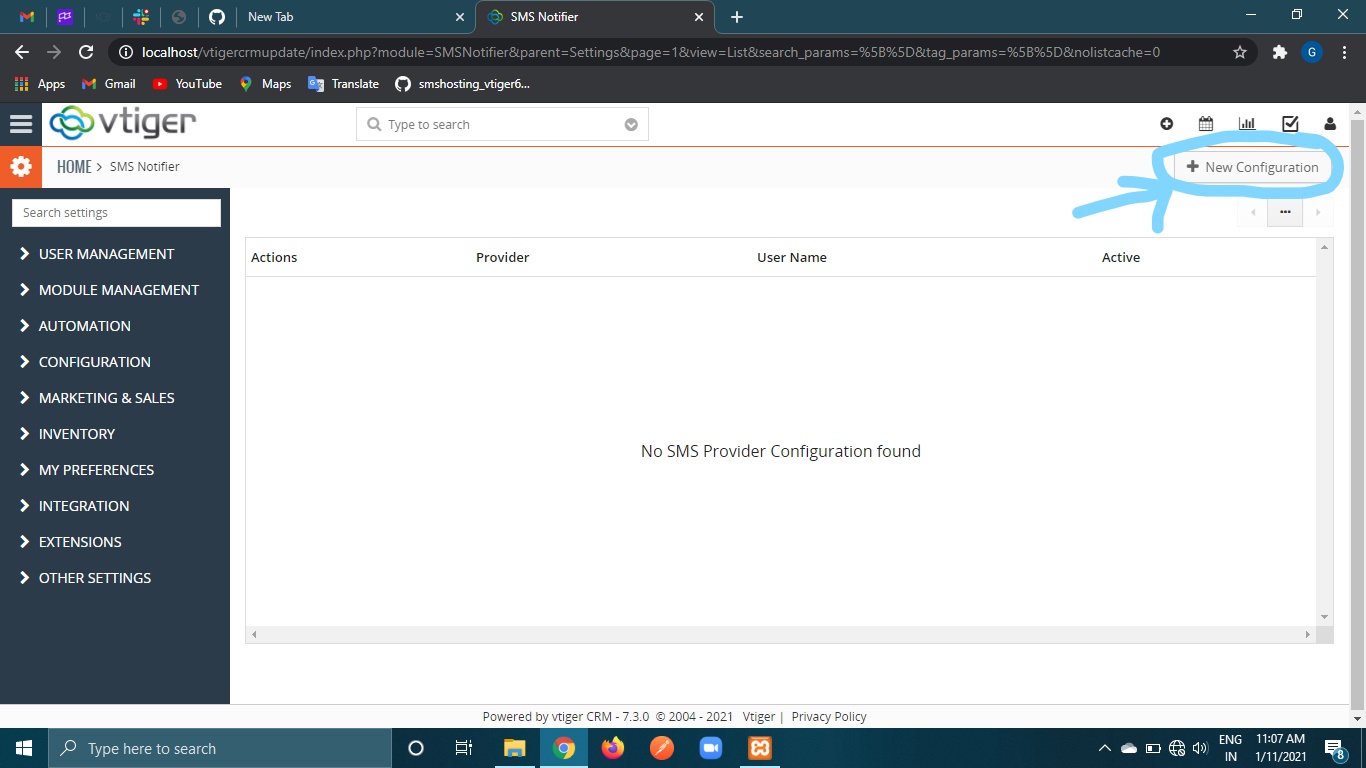 New Tab
SMS Notifier
localhost/vtigercrmupdate/index.php?module=SMSNotifier&parent=Settings&page=1&view=List&search_params=%5B%5D&tag_params=%5B%5D&nolistcache=0
G
Apps
Gmail
YouTube
Maps
Translate
smshosting_vtiger6...
vtiger
Type to search
HOME > SMS Notifier
+ New Configuration
Search settings
...
USER MANAGEMENT
MODULE MANAGEMENT
AUTOMATION
CONFIGURATION
MARKETING & SALES
INVENTORY
MY PREFERENCES
INTEGRATION
EXTENSIONS
OTHER SETTINGS
Actions Provider User Name Active
No SMS Provider Configuration found
Powered by vtiger CRM - 7.3.0 © 2004 - 2021 Vtiger | Privacy Policy
Type here to search
ENG
IN
11:07 AM
1/11/2021
8